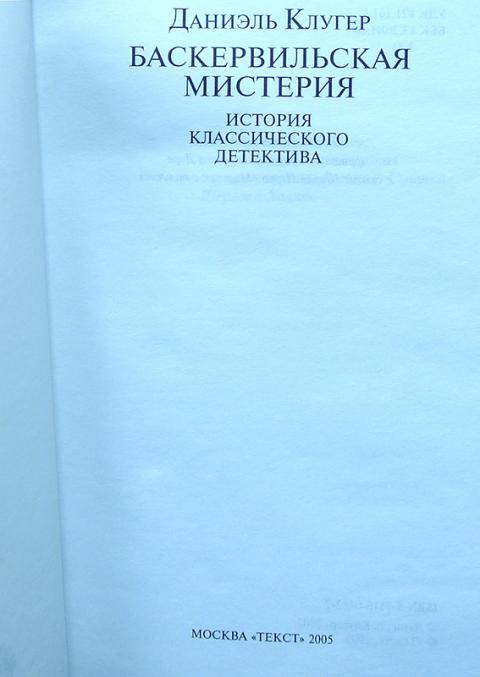 Даниэль Клугер
БАСКЕРВИЛЬСКАЯ
МИСТЕРИЯ
ИСТОРИЯ
КЛАССИЧЕСКОГО
ДЕТЕКТИВА
МОСКВА «ТЕКСТ» 2005